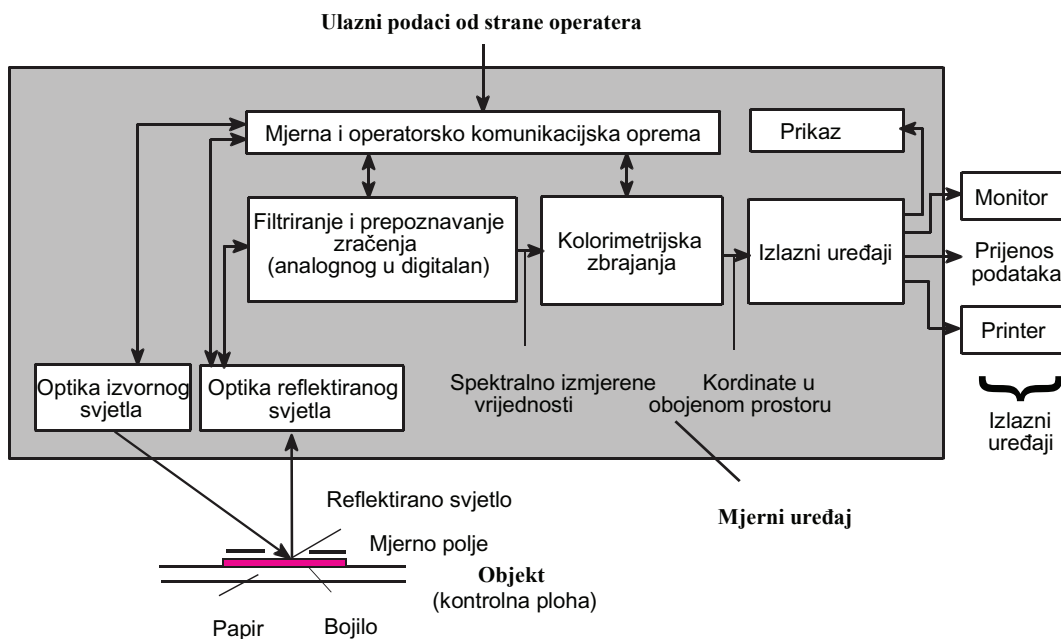 Ulazni podaci od strane operatera
Mjerna i operatorsko komunikacijska oprema
Prikaz
Filtriranje i prepoznavanje
zračenja
(analognog u digitalan)
Kolorimetrijska
zbrajanja
Izlazni uređaji
Monitor
Prijenos
podataka
Printer
Optika izvornog
svjetla
Optika reflektiranog
svjetla
Spektralno izmjerene
vrijednosti
Kordinate u
obojenom prostoru
Izlazni
uređaji
Reflektirano svjetlo
Mjerni uređaj
Mjerno polje
Objekt
(kontrolna ploha)
Papir
Bojilo